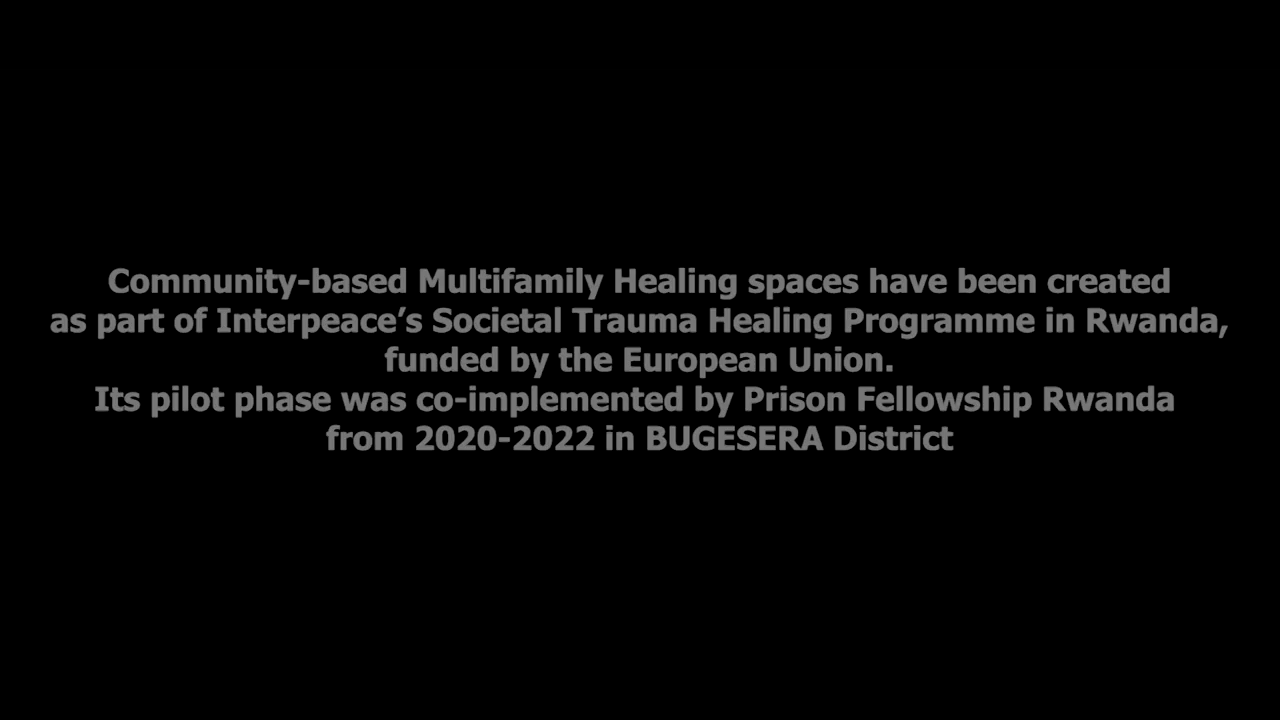 Community-based Multifamily Healing spaces have been created
as part of Interpeace’s Societal Trauma Healing Programme in Rwanda,
funded by the European Union.
Its pilot phase was co-implemented by Prison Fellowship Rwanda
from 2020-2022 in BUGESERA District